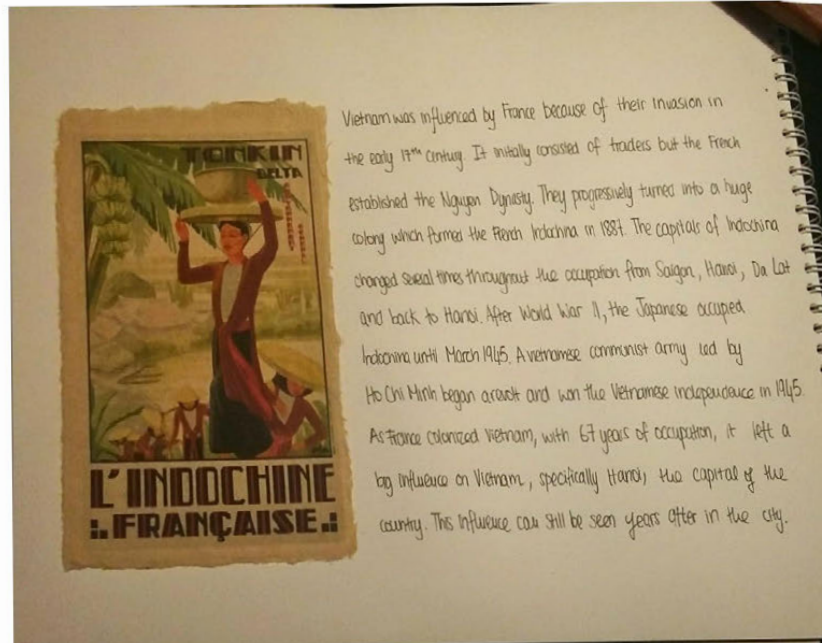 TONKIN
DELTA
L'INDOCHINE
FRANÇAISE
Vietnam was influenced by France because of their invasion in
the early 17th century. It initially consisted of traders but the French
established the Nguyen Dynasty. They progressively turned into a huge
colony which formed the French Indochina in 1887. The capitals of Indochina
changed several times throughout the occupation from Saigon, Hanoi, Da Lat
and back to Hanoi. After World War II, the Japanese occupied
Indochina until March 1945. A vietnamese communist army led by
Ho Chi Minh began a revolt and won the Vietnamese independence in 1945.
As France colonized Vietnam, with 67 years of occupation, it left a
big influence on Vietnam, specifically Hanoi, the capital of the
country. This influence can still be seen years after in the city.